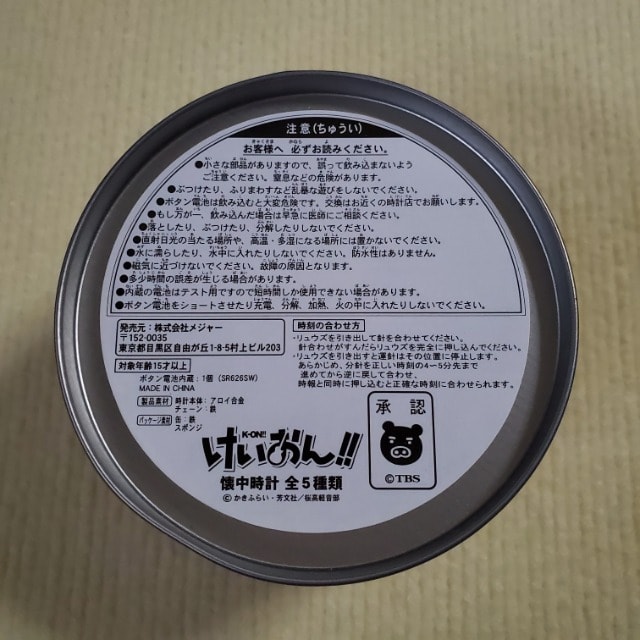 注意(ちゅうい)
お客様へ 必ずお読みください。
●小さな部品がありますので、誤って飲み込まないよう
ご注意ください。窒息などの危険があります。
●ぶつけたり、ふりまわすなど乱暴な遊びをしないでください。
●ボタン電池は飲み込むと大変危険です。交換はお近くの時計店でお願いします。
●もし万が一、飲み込んだ場合は早急に医師にご相談ください。
●落としたり、ぶつけたり、分解したりしないでください。
●直射日光の当たる場所や、高温・多湿になる場所には置かないでください。
●水に濡らしたり、水中に入れたりしないでください。防水性はありません。
●磁気に近づけないでください。故障の原因となります。
●多少時間の誤差が生じる場合があります。
●内蔵の電池はテスト用ですので短時間しか使用できない場合があります。
●ボタン電池をショートさせたり充電、分解、加熱、火の中に入れたりしないでください。
発売元:株式会社メジャー
〒152-0035
東京都目黒区自由が丘1-8-5村上ビル203
対象年齢15才以上
ボタン電池内蔵:1個(SR626SW)
MADE IN CHINA
製品素材 時計本体:アロイ合金
チェーン:鉄
パッケージ素材 缶:鉄
スポンジ
時刻の合わせ方
・リュウズを引き出して針を合わせてください。
針合わせがすんだらリュウズを完全に押し込んでください。
・リュウズを引き出すと運針はその位置に停止します。
あらかじめ、分針を正しい時刻の4~5分先まで
進めてから逆に戻して合わせ、
時報と同時に押し込むと正確な時刻に合わせられます。
K-ON!!
けいおん!!
懐中時計 全5種類
©かきふらい・芳文社/桜高軽音部
承認
©TBS